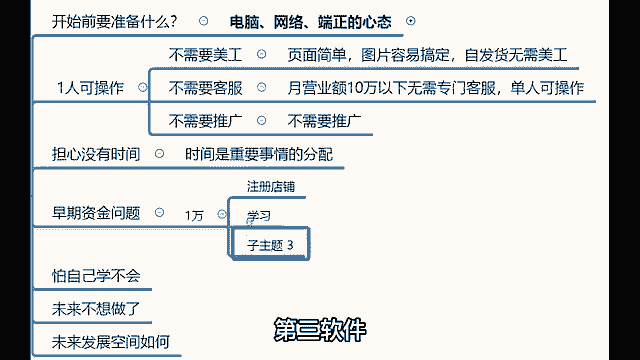 开始前要准备什么？ 电脑、网络、端正的心态
不需要美工 页面简单，图片容易搞定，自发货无需美工
1人可操作 不需要客服 月营业额10万以下无需专门客服，单人可操作
不需要推广 不需要推广
担心没有时间 时间是重要事情的分配
注册店铺
早期资金问题 1万 学习
子主题 3
怕自己学不会
未来不想做了
未来发展空间如何
第三软件